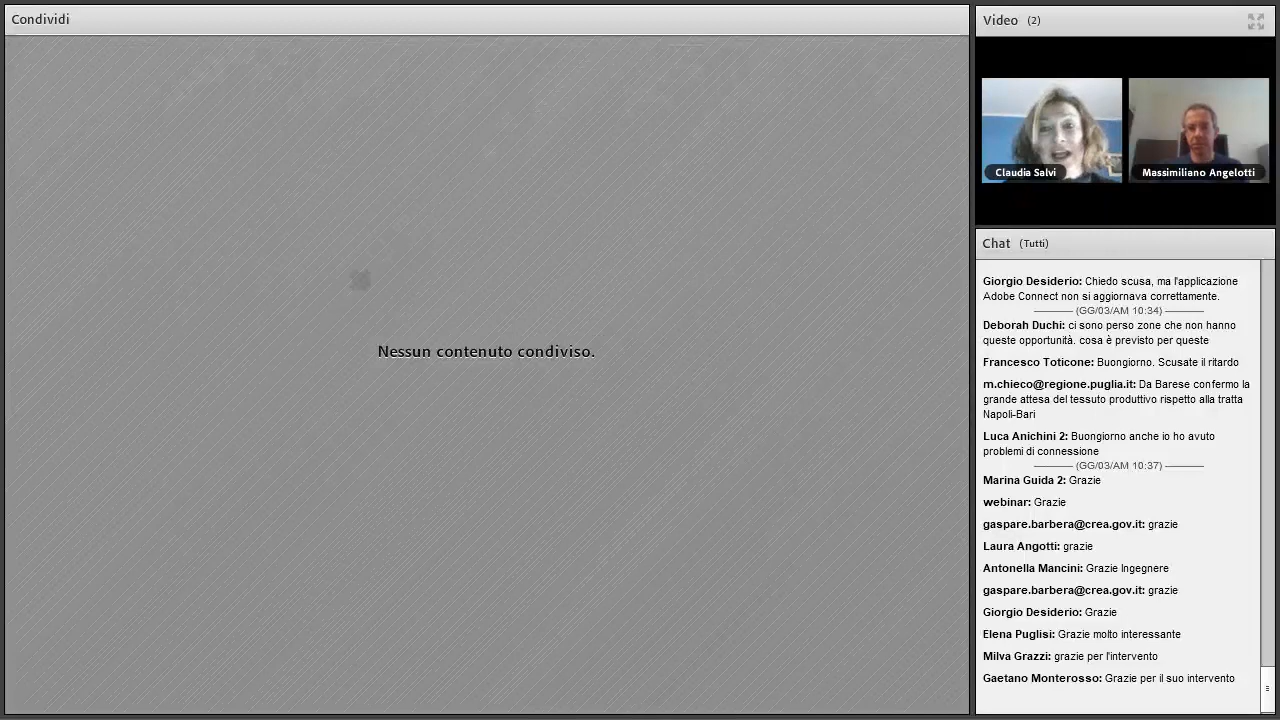 Condividi
Nessun contenuto condiviso.
Video (2)
Claudia Salvi
Massimiliano Angelotti
Chat (Tutti)
Giorgio Desiderio: Chiedo scusa, ma l'applicazione
Adobe Connect non si aggiornava correttamente.
(GG/03/AM 10:34)
Deborah Duchi: ci sono perso zone che non hanno
queste opportunità. cosa è previsto per queste
Francesco Toticone: Buongiorno. Scusate il ritardo
m.chieco@regione.puglia.it: Da Barese confermo la
grande attesa del tessuto produttivo rispetto alla tratta
Napoli-Bari
Luca Anichini 2: Buongiorno anche io ho avuto
problemi di connessione
(GG/03/AM 10:37)
Marina Guida 2: Grazie
webinar: Grazie
gaspare.barbera@crea.gov.it: grazie
Laura Angotti: grazie
Antonella Mancini: Grazie Ingegnere
gaspare.barbera@crea.gov.it: grazie
Giorgio Desiderio: Grazie
Elena Puglisi: Grazie molto interessante
Milva Grazzi: grazie per l'intervento
Gaetano Monterosso: Grazie per il suo intervento